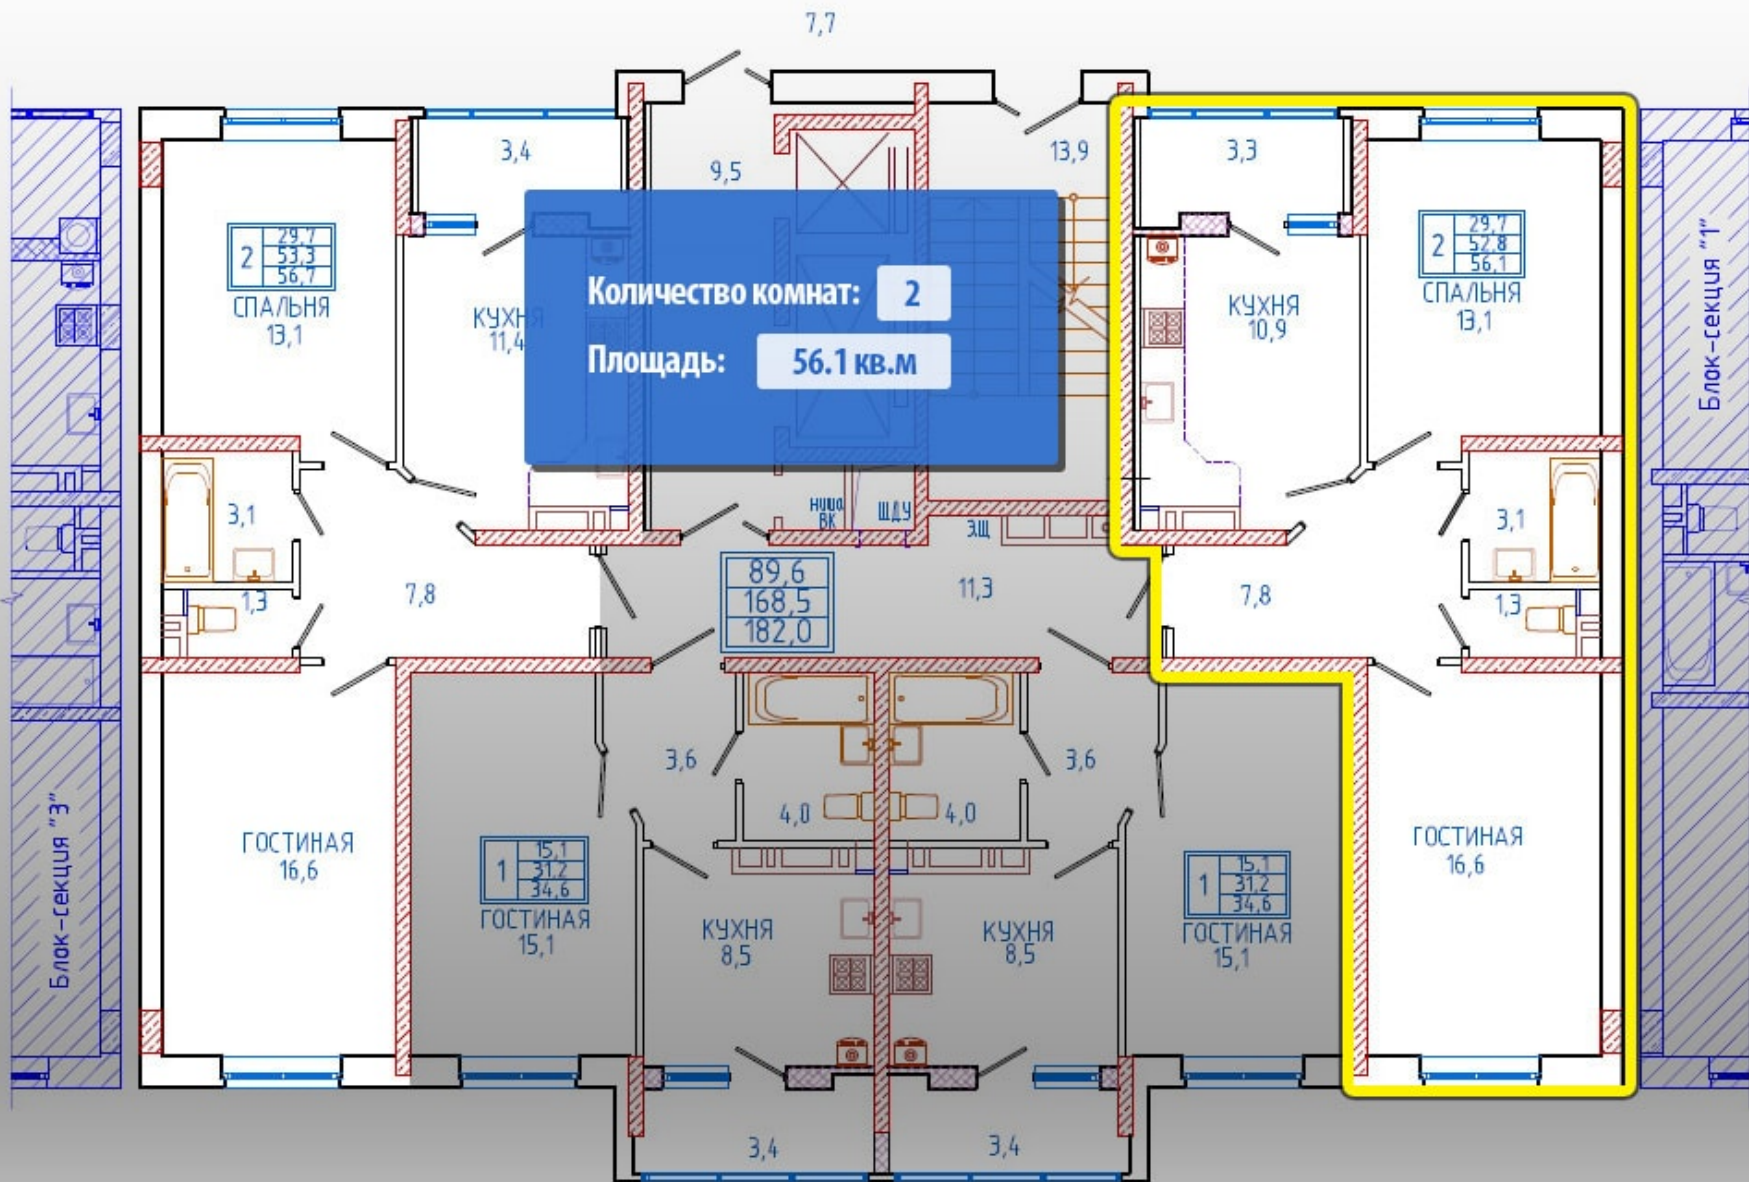 7,7
3,4
9,5
13,9
3,3
2
29,7
53,3
56,7
СПАЛЬНЯ
13,1
КУХНЯ
11,4
Количество комнат: 2
Площадь: 56.1 кв.м
КУХНЯ
10,9
2
29,7
52,8
56,1
СПАЛЬНЯ
13,1
Блок-секция "1"
3,1
ниша
ВК
ШДУ
ЭЩ
3,1
1,3
7,8
89,6
168,5
182,0
11,3
7,8
1,3
3,6
3,6
4,0
4,0
Блок-секция "3"
ГОСТИНАЯ
16,6
1
15,1
31,2
34,6
ГОСТИНАЯ
15,1
КУХНЯ
8,5
КУХНЯ
8,5
1
15,1
31,2
34,6
ГОСТИНАЯ
15,1
ГОСТИНАЯ
16,6
3,4
3,4